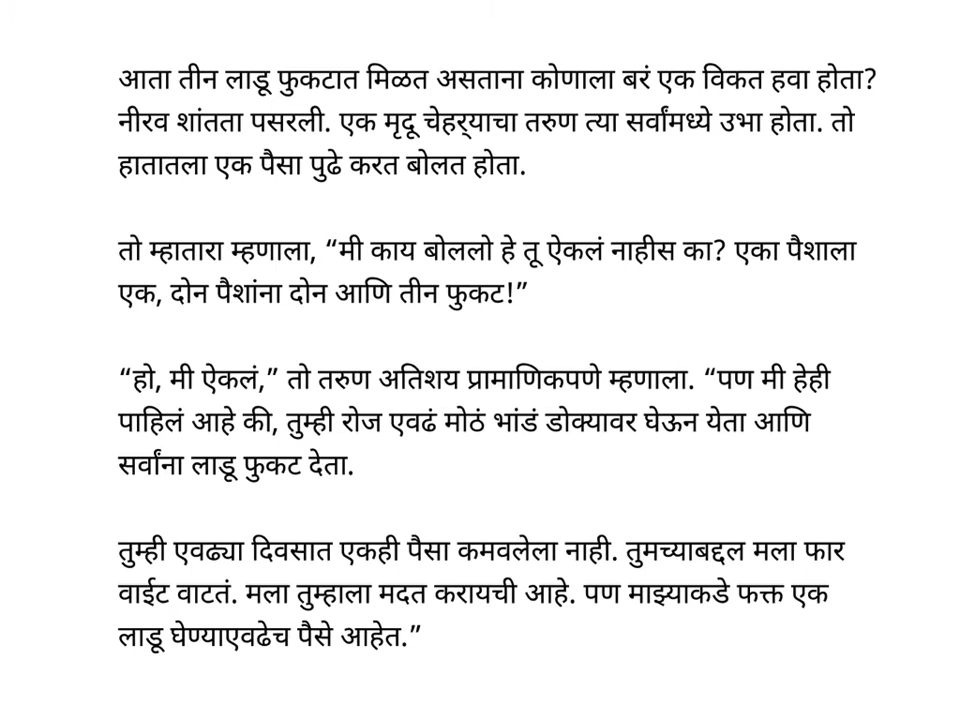 आता तीन लाडू फुकटात मिळत असताना कोणाला बरं एक विकत हवा होता?
नीरव शांतता पसरली. एक मृदू चेहर्‍याचा तरुण त्या सर्वांमध्ये उभा होता. तो
हातातला एक पैसा पुढे करत बोलत होता.
तो म्हातारा म्हणाला, “मी काय बोललो हे तू ऐकलं नाहीस का? एका पैशाला
एक, दोन पैशांना दोन आणि तीन फुकट!”
“हो, मी ऐकलं,” तो तरुण अतिशय प्रामाणिकपणे म्हणाला. “पण मी हेही
पाहिलं आहे की, तुम्ही रोज एवढं मोठं भांडं डोक्यावर घेऊन येता आणि
सर्वांना लाडू फुकट देता.
तुम्ही एवढ्या दिवसात एकही पैसा कमवलेला नाही. तुमच्याबद्दल मला फार
वाईट वाटतं. मला तुम्हाला मदत करायची आहे. पण माझ्याकडे फक्त एक
लाडू घेण्याएवढेच पैसे आहेत.”